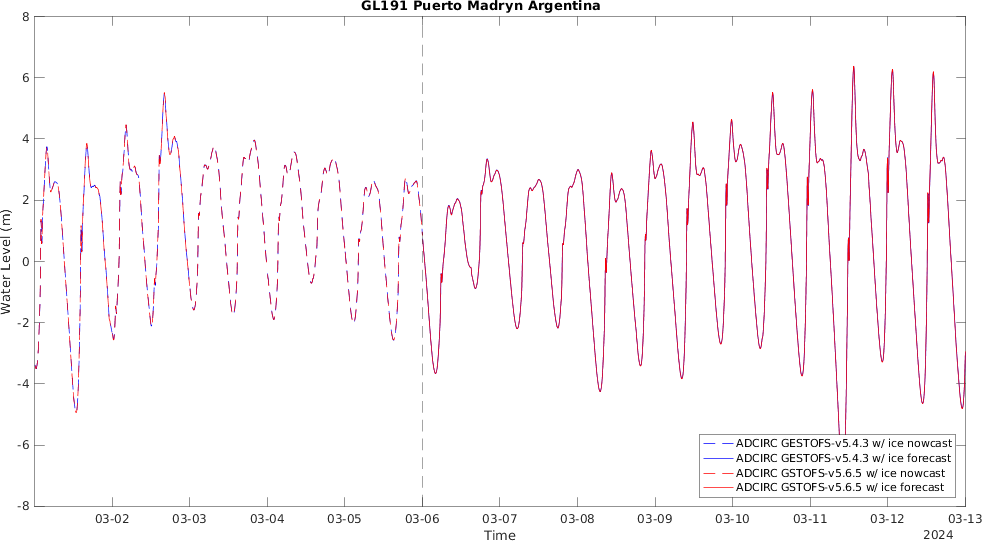 GL191 Puerto Madryn Argentina
8
6
4
2
0
-2
-4
-6
-8
Water Level (m)
ADCIRC GESTOFS-v5.4.3 w/ ice nowcast
ADCIRC GESTOFS-v5.4.3 w/ ice forecast
ADCIRC GSTOFS-v5.6.5 w/ ice nowcast
ADCIRC GSTOFS-v5.6.5 w/ ice forecast
03-02 03-03 03-04 03-05 03-06 03-07 03-08 03-09 03-10 03-11 03-12 03-13
Time
2024